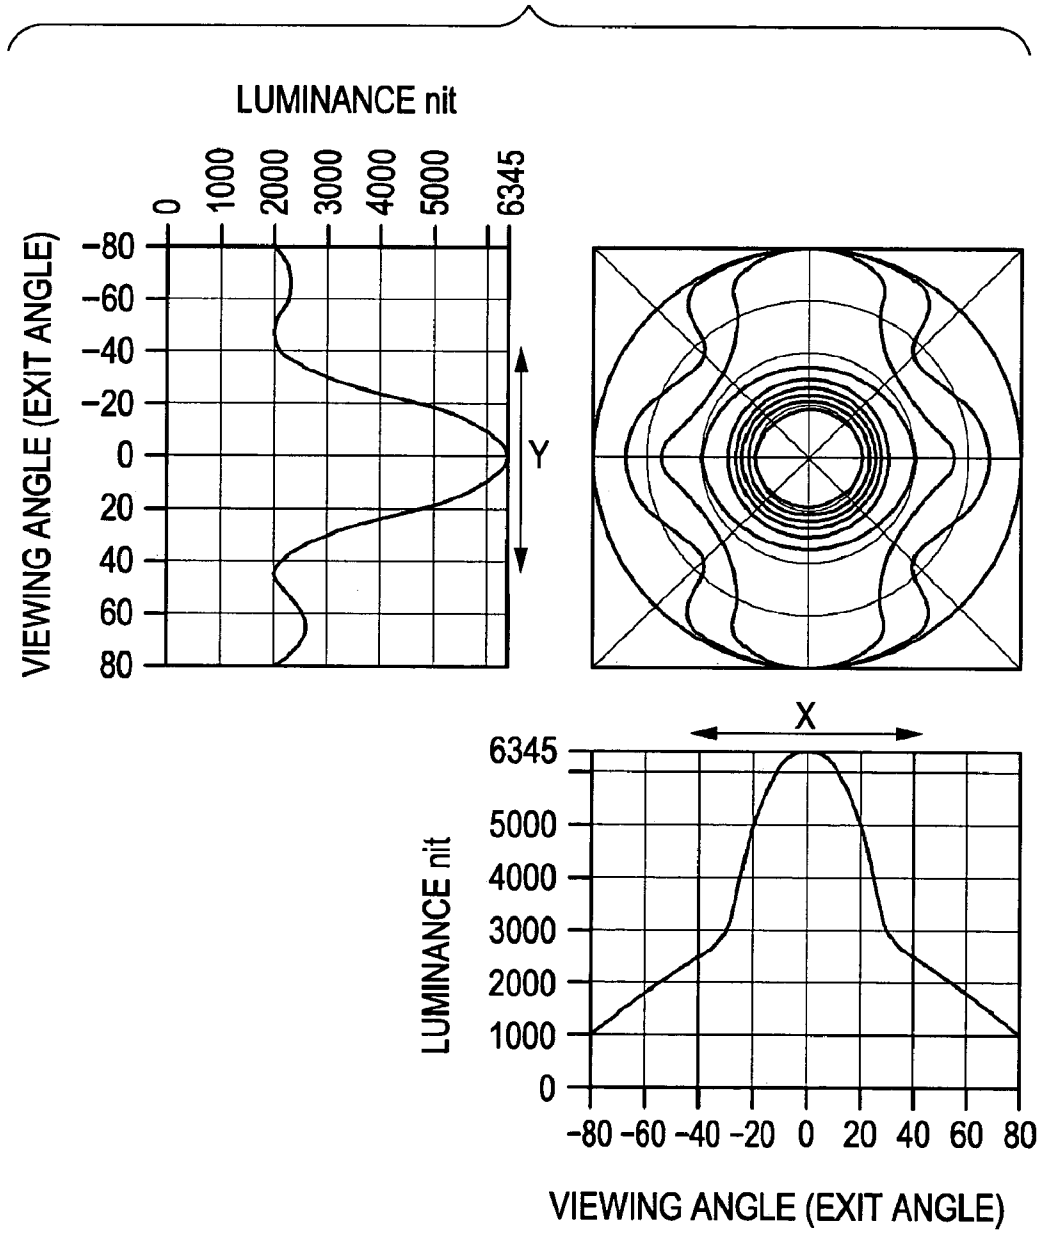 LUMINANCE nit
0 1000 2000 3000 4000 5000 6345
VIEWING ANGLE (EXIT ANGLE)
−80
−60
−40
−20
0
20
40
60
80
Y
X
LUMINANCE nit
6345
5000
4000
3000
2000
1000
0
−80 −60 −40 −20 0 20 40 60 80
VIEWING ANGLE (EXIT ANGLE)